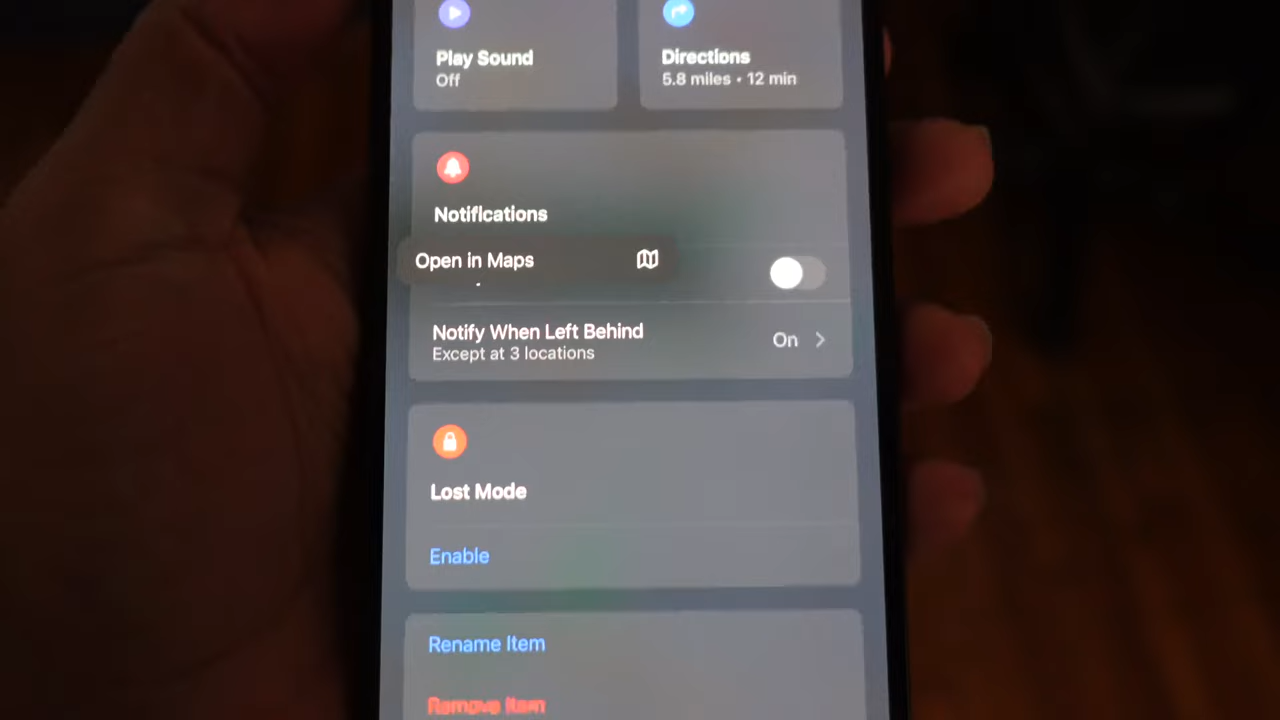 Play Sound
Off
Directions
5.8 miles • 12 min
Notifications
Open in Maps
Notify When Left Behind
Except at 3 locations
On
Lost Mode
Enable
Rename Item
Remove Item